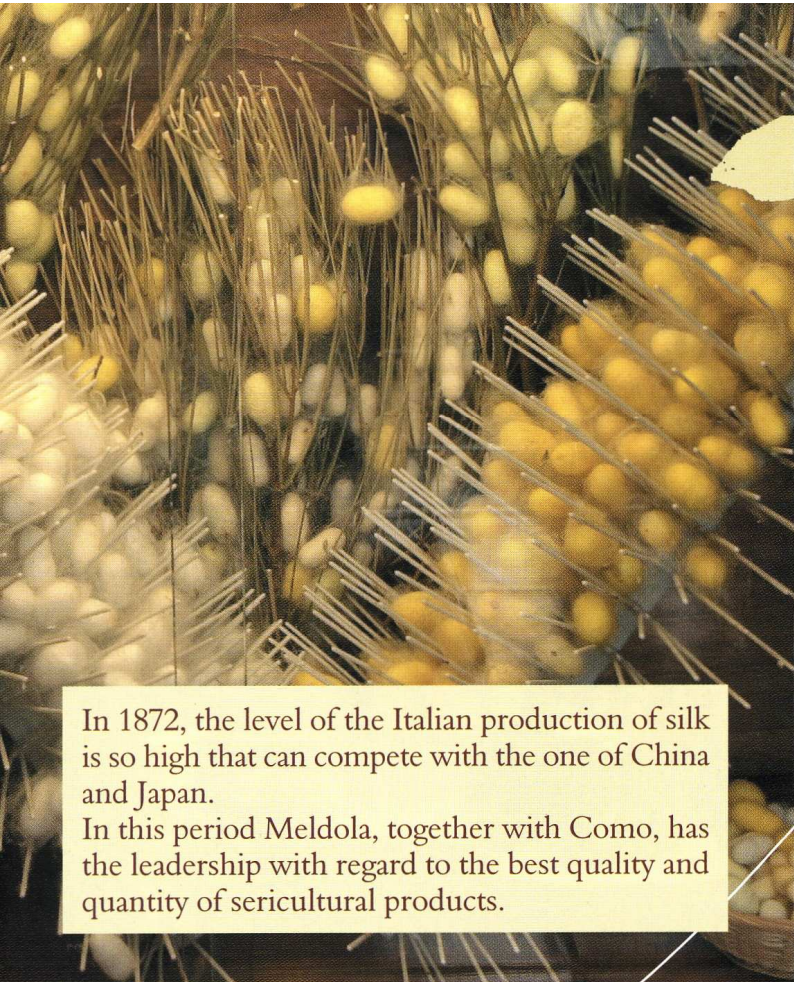 In 1872, the level of the Italian production of silk
is so high that can compete with the one of China
and Japan.
In this period Meldola, together with Como, has
the leadership with regard to the best quality and
quantity of sericultural products.